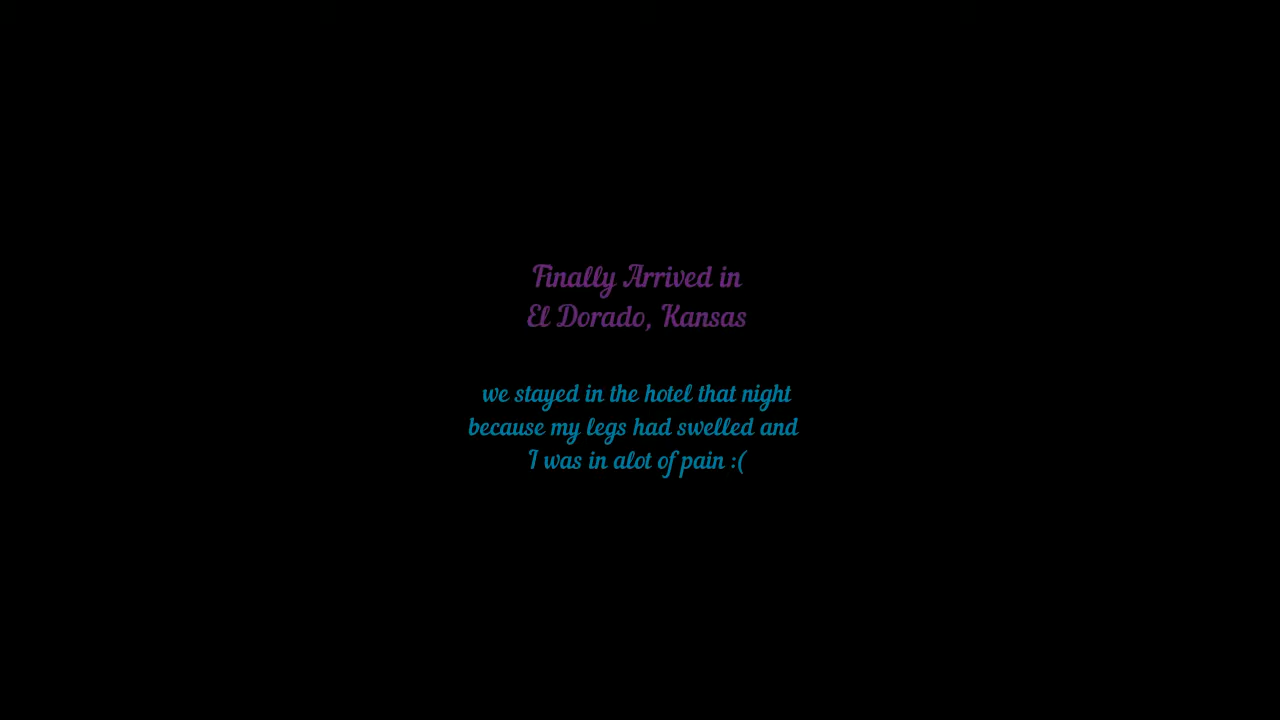 Finally Arrived in
El Dorado, Kansas
we stayed in the hotel that night
because my legs had swelled and
I was in alot of pain :(